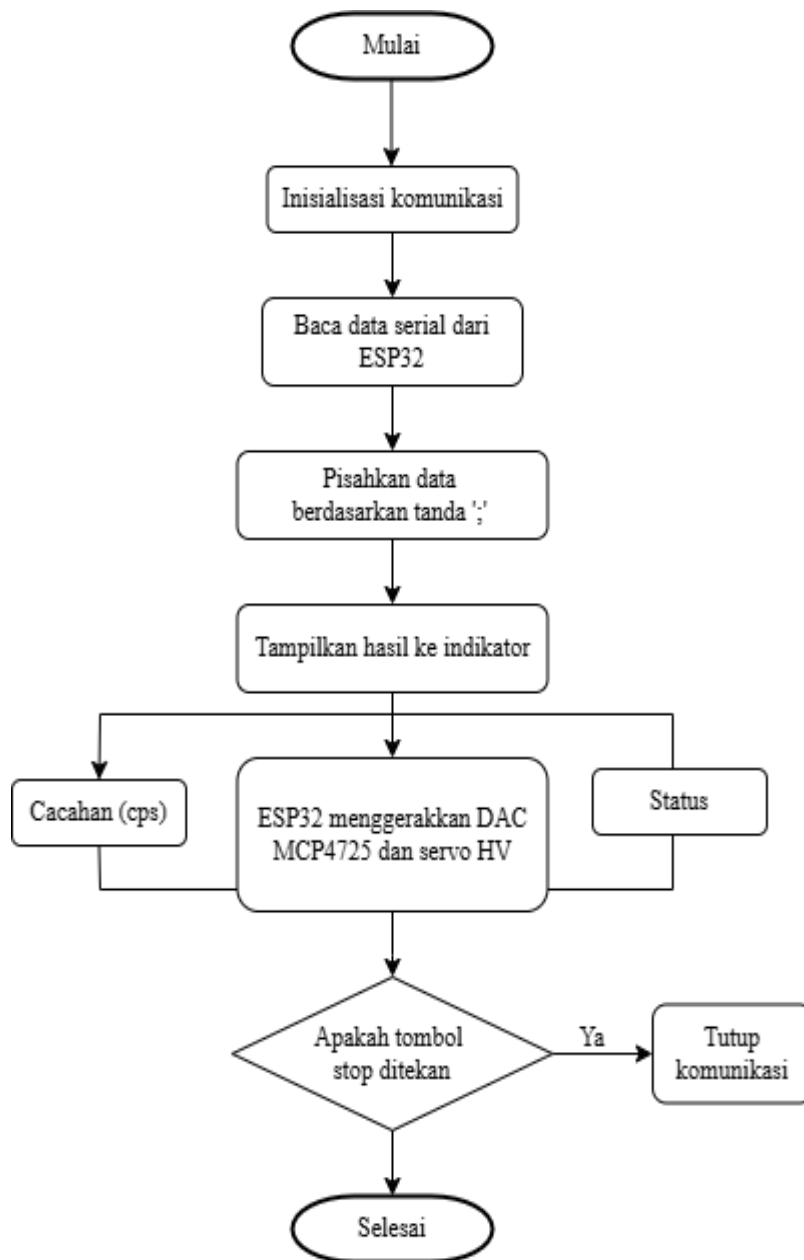 Mulai
Inisialisasi komunikasi
Baca data serial dari
ESP32
Pisahkan data
berdasarkan tanda ';'
Tampilkan hasil ke indikator
Cacahan (cps)
ESP32 menggerakkan DAC
MCP4725 dan servo HV
Status
Apakah tombol
stop ditekan
Ya
Tutup
komunikasi
Selesai